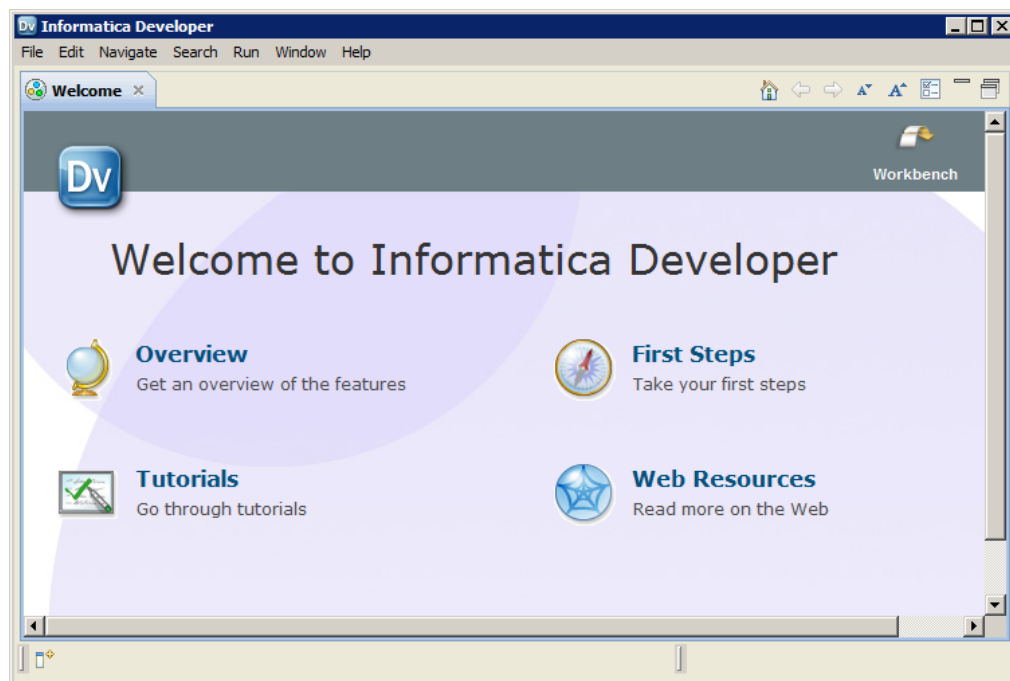 Dv Informatica Developer
File Edit Navigate Search Run Window Help
Welcome
Dv
Workbench
Welcome to Informatica Developer
Overview
Get an overview of the features
First Steps
Take your first steps
Tutorials
Go through tutorials
Web Resources
Read more on the Web